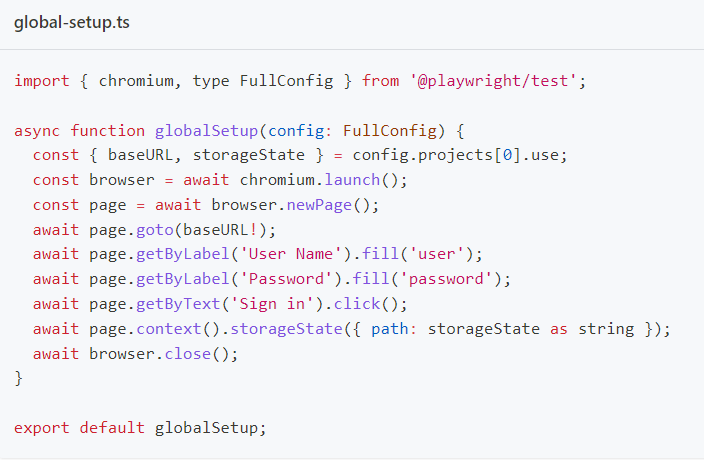 global-setup.ts
import { chromium, type FullConfig } from '@playwright/test';
async function globalSetup(config: FullConfig) {
  const { baseURL, storageState } = config.projects[0].use;
  const browser = await chromium.launch();
  const page = await browser.newPage();
  await page.goto(baseURL!);
  await page.getByLabel('User Name').fill('user');
  await page.getByLabel('Password').fill('password');
  await page.getByText('Sign in').click();
  await page.context().storageState({ path: storageState as string });
  await browser.close();
}
export default globalSetup;